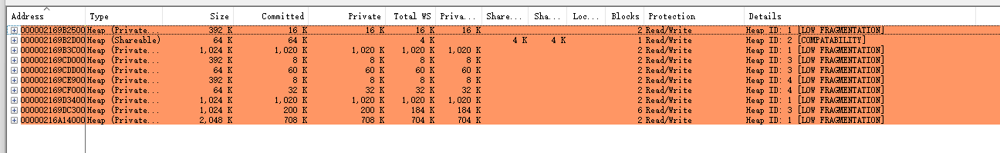 Address Type Size Committed Private Total WS Priva... Share... Sha... Loc... Blocks Protection Details
000002169B2500 Heap (Private... 392 K 16 K 16 K 16 K 16 K 2 Read/Write Heap ID: 1 [LOW FRAGMENTATION]
000002169B2D00 Heap (Shareable) 64 K 64 K 4 K 4 K 4 K 1 Read/Write Heap ID: 2 [COMPATABILITY]
000002169B3C00 Heap (Private... 1,024 K 1,020 K 1,020 K 1,020 K 1,020 K 2 Read/Write Heap ID: 1 [LOW FRAGMENTATION]
000002169CD000 Heap (Private... 392 K 8 K 8 K 8 K 8 K 2 Read/Write Heap ID: 3 [LOW FRAGMENTATION]
000002169CDD00 Heap (Private... 64 K 60 K 60 K 60 K 60 K 2 Read/Write Heap ID: 3 [LOW FRAGMENTATION]
000002169CE900 Heap (Private... 392 K 8 K 8 K 8 K 8 K 2 Read/Write Heap ID: 4 [LOW FRAGMENTATION]
000002169CF000 Heap (Private... 64 K 32 K 32 K 32 K 32 K 2 Read/Write Heap ID: 4 [LOW FRAGMENTATION]
000002169D3400 Heap (Private... 1,024 K 1,020 K 1,020 K 1,020 K 1,020 K 2 Read/Write Heap ID: 1 [LOW FRAGMENTATION]
000002169DC300 Heap (Private... 1,024 K 200 K 200 K 184 K 184 K 6 Read/Write Heap ID: 3 [LOW FRAGMENTATION]
00000216A14000 Heap (Private... 2,048 K 708 K 708 K 704 K 704 K 2 Read/Write Heap ID: 1 [LOW FRAGMENTATION]